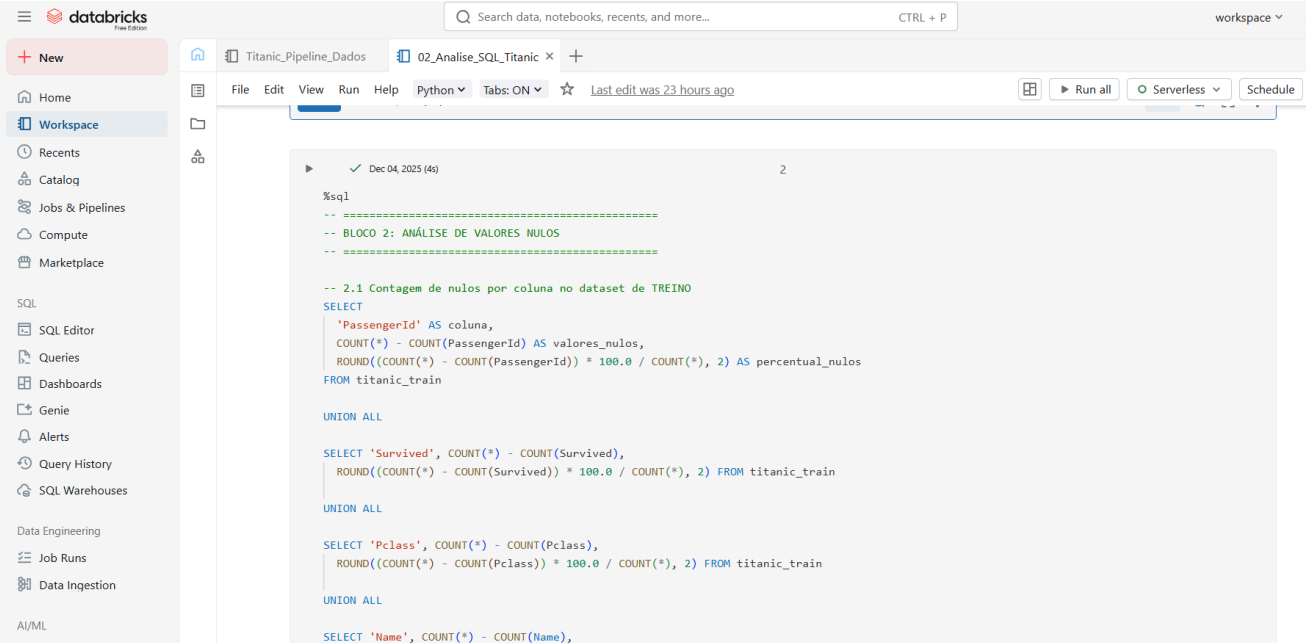 databricks
Free Edition
Search data, notebooks, recents, and more...
CTRL + P
workspace
New
Home
Workspace
Recents
Catalog
Jobs & Pipelines
Compute
Marketplace
SQL
SQL Editor
Queries
Dashboards
Genie
Alerts
Query History
SQL Warehouses
Data Engineering
Job Runs
Data Ingestion
AI/ML
Titanic_Pipeline_Dados
02_Analise_SQL_Titanic
File Edit View Run Help Python Tabs: ON Last edit was 23 hours ago
Run all
Serverless
Schedule
Dec 04, 2025 (4s)
2
%sql
-- ================================================
-- BLOCO 2: ANÁLISE DE VALORES NULOS
-- ================================================
-- 2.1 Contagem de nulos por coluna no dataset de TREINO
SELECT
'PassengerId' AS coluna,
COUNT(*) - COUNT(PassengerId) AS valores_nulos,
ROUND((COUNT(*) - COUNT(PassengerId)) * 100.0 / COUNT(*), 2) AS percentual_nulos
FROM titanic_train
UNION ALL
SELECT 'Survived', COUNT(*) - COUNT(Survived),
ROUND((COUNT(*) - COUNT(Survived)) * 100.0 / COUNT(*), 2) FROM titanic_train
UNION ALL
SELECT 'Pclass', COUNT(*) - COUNT(Pclass),
ROUND((COUNT(*) - COUNT(Pclass)) * 100.0 / COUNT(*), 2) FROM titanic_train
UNION ALL
SELECT 'Name', COUNT(*) - COUNT(Name),